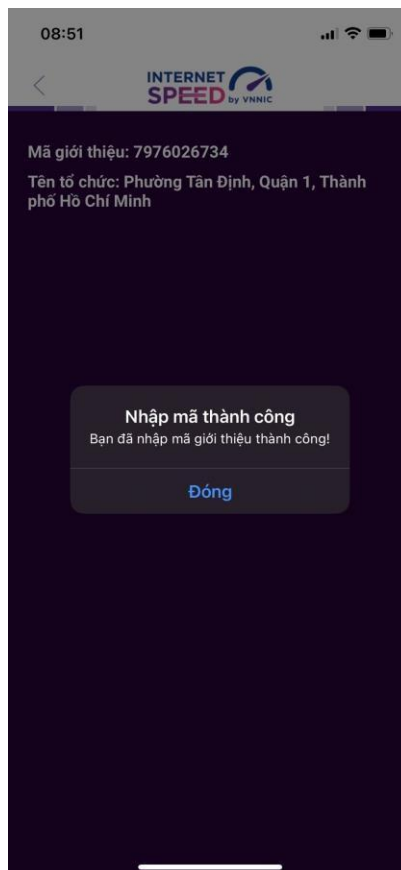 08:51
INTERNET
SPEED by VNNIC
Mã giới thiệu: 7976026734
Tên tổ chức: Phường Tân Định, Quận 1, Thành
phố Hồ Chí Minh
Nhập mã thành công
Bạn đã nhập mã giới thiệu thành công!
Đóng